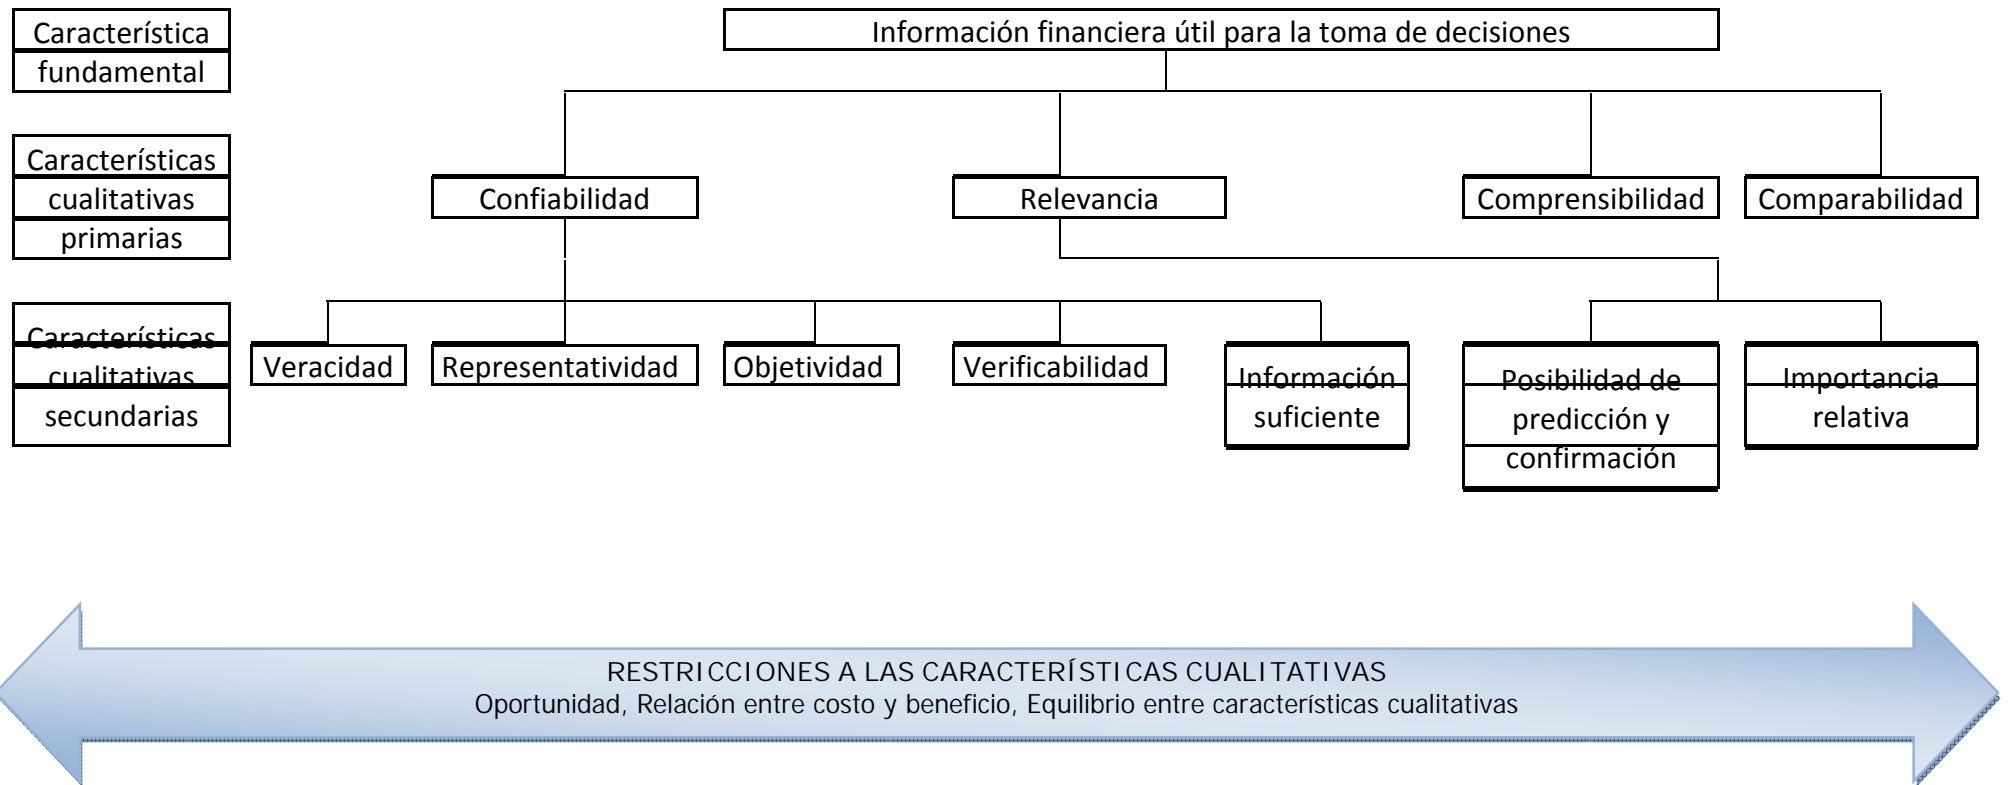 Característica
fundamental
Información financiera útil para la toma de decisiones
Características
cualitativas
primarias
Confiabilidad
Relevancia
Comprensibilidad
Comparabilidad
Características
cualitativas
secundarias
Veracidad
Representatividad
Objetividad
Verificabilidad
Información
suficiente
Posibilidad de
predicción y
confirmación
Importancia
relativa
RESTRICCIONES A LAS CARACTERÍSTICAS CUALITATIVAS
Oportunidad, Relación entre costo y beneficio, Equilibrio entre características cualitativas